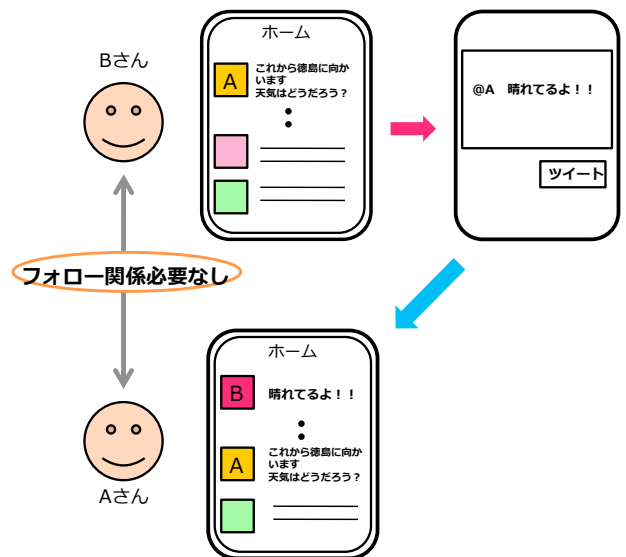 Bさん
ホーム
A
これから徳島に向か
います
天気はどうだろう？
@A 晴れてるよ！！
ツイート
フォロー関係必要なし
Aさん
ホーム
B
晴れてるよ！！
A
これから徳島に向か
います
天気はどうだろう？